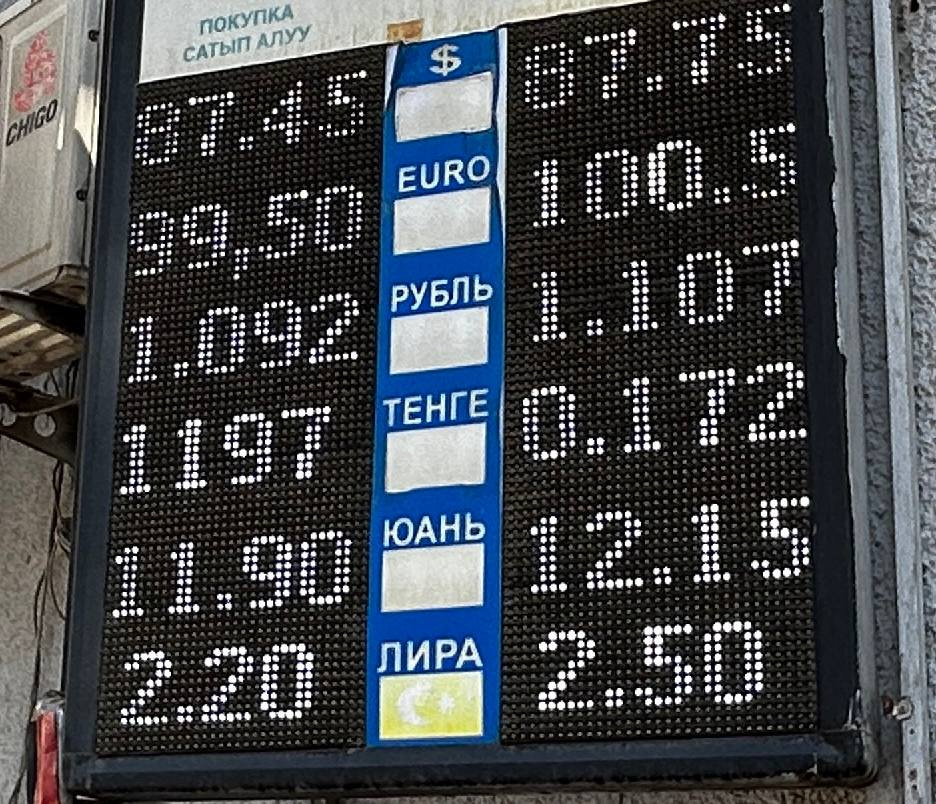 ПОКУПКА
САТЫП АЛУУ
CHIGO
87.45 $ 87.75
99,50 EURO 100.5
1.092 РУБЛЬ 1.107
1197 ТЕНГЕ 0.172
11.90 ЮАНЬ 12.15
2.20 ЛИРА 2.50